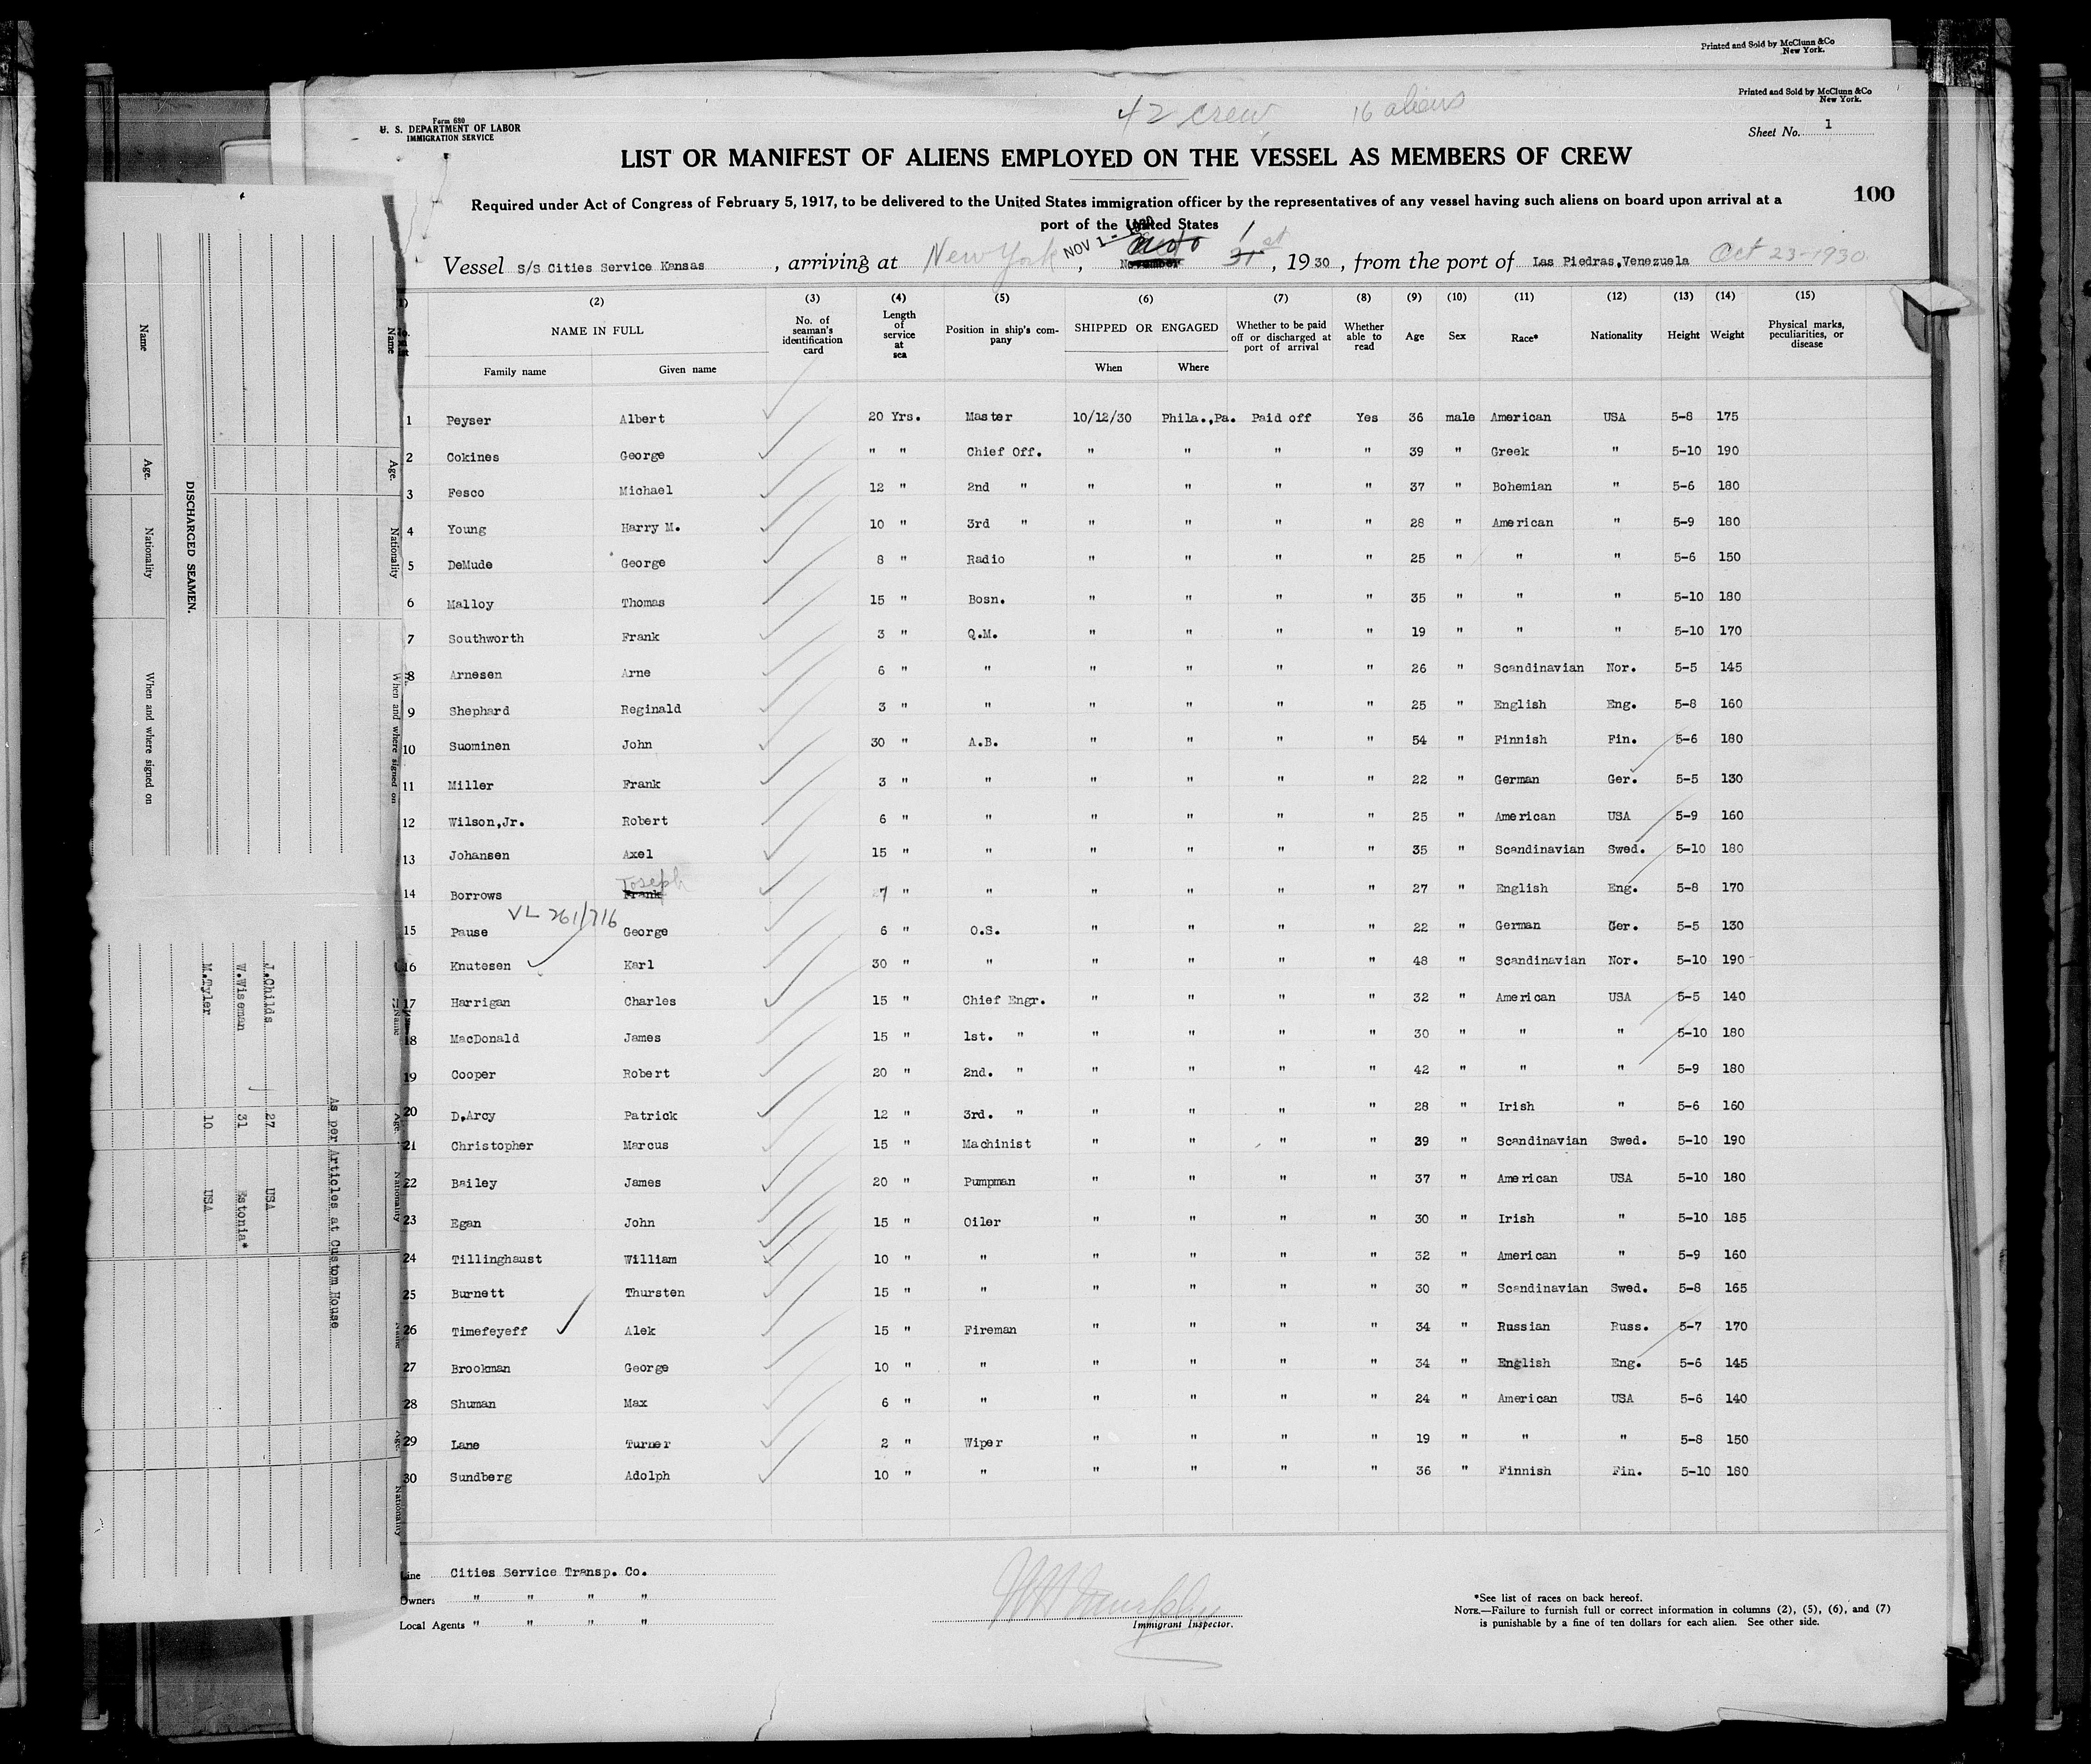 Printed and Sold by McClunn & Co
New York.
Printed and Sold by McClunn & Co
New York.
42 crew 16 aliens
Form 680
U. S. DEPARTMENT OF LABOR
IMMIGRATION SERVICE
Sheet No. 1
LIST OR MANIFEST OF ALIENS EMPLOYED ON THE VESSEL AS MEMBERS OF CREW
Required under Act of Congress of February 5, 1917, to be delivered to the United States immigration officer by the representatives of any vessel having such aliens on board upon arrival at a
port of the United States
100
NOV 1 - 1930
Vessel S/S Cities Service Kansas, arriving at New York, November 31 1st, 1930, from the port of Las Piedras, Venezuela Oct 23-1930
(1) (2) (3) (4) (5) (6) (7) (8) (9) (10) (11) (12) (13) (14) (15)
NAME IN FULL No. of seaman's identification card Length of service at sea Position in ship's company SHIPPED OR ENGAGED Whether to be paid off or discharged at port of arrival Whether able to read Age Sex Race* Nationality Height Weight Physical marks, peculiarities, or disease
Family name Given name When Where
1 Peyser Albert 20 Yrs. Master 10/12/30 Phila.,Pa. Paid off Yes 36 male American USA 5-8 175
2 Cokines George " " Chief Off. " " " " 39 " Greek " 5-10 190
3 Fesco Michael 12 " 2nd " " " " " 37 " Bohemian " 5-6 180
4 Young Harry M. 10 " 3rd " " " " " 28 " American " 5-9 180
5 DeMude George 8 " Radio " " " " 25 " " " 5-6 150
6 Malloy Thomas 15 " Bosn. " " " " 35 " " " 5-10 180
7 Southworth Frank 3 " Q.M. " " " " 19 " " " 5-10 170
8 Arnesen Arne 6 " " " " " " 26 " Scandinavian Nor. 5-5 145
9 Shephard Reginald 3 " " " " " " 25 " English Eng. 5-8 160
10 Suominen John 30 " A.B. " " " " 54 " Finnish Fin. 5-6 180
11 Miller Frank 3 " " " " " " 22 " German Ger. 5-5 130
12 Wilson,Jr. Robert 6 " " " " " " 25 " American USA 5-9 160
13 Johansen Axel 15 " " " " " " 35 " Scandinavian Swed. 5-10 180
Joseph
14 Borrows Frank 7 " " " " " " 27 " English Eng. 5-8 170
VL 261/716
15 Pause George 6 " O.S. " " " " 22 " German Ger. 5-5 130
16 Knutesen Karl 30 " " " " " " 48 " Scandinavian Nor. 5-10 190
17 Harrigan Charles 15 " Chief Engr. " " " " 32 " American USA 5-5 140
18 MacDonald James 15 " 1st. " " " " " 30 " " " 5-10 180
19 Cooper Robert 20 " 2nd. " " " " " 42 " " " 5-9 180
20 D,Arcy Patrick 12 " 3rd. " " " " " 28 " Irish " 5-6 160
21 Christopher Marcus 15 " Machinist " " " " 39 " Scandinavian Swed. 5-10 190
22 Bailey James 20 " Pumpman " " " " 37 " American USA 5-10 180
23 Egan John 15 " Oiler " " " " 30 " Irish " 5-10 185
24 Tillinghaust William 10 " " " " " " 32 " American " 5-9 160
25 Burnett Thursten 15 " " " " " " 30 " Scandinavian Swed. 5-8 165
26 Timefeyeff Alek 15 " Fireman " " " " 34 " Russian Russ. 5-7 170
27 Brookman George 10 " " " " " " 34 " English Eng. 5-6 145
28 Shuman Max 6 " " " " " " 24 " American USA 5-6 140
29 Lane Turner 2 " Wiper " " " " 19 " " " 5-8 150
30 Sundberg Adolph 10 " " " " " " 36 " Finnish Fin. 5-10 180
Line Cities Service Transp. Co.
Owners " " " "
Local Agents " " " "
Immigrant Inspector.
*See list of races on back hereof.
NOTE.—Failure to furnish full or correct information in columns (2), (5), (6), and (7)
is punishable by a fine of ten dollars for each alien. See other side.
Name Age. Nationality When and where signed on
DISCHARGED SEAMEN.
Name Age. Nationality When and where signed on
As per Articles at Custom House
J.Childs 27 USA
W.Wiseman 31 Estonia*
M.Tyler 10 USA
Name Age. Nationality
Name Age. Nationality